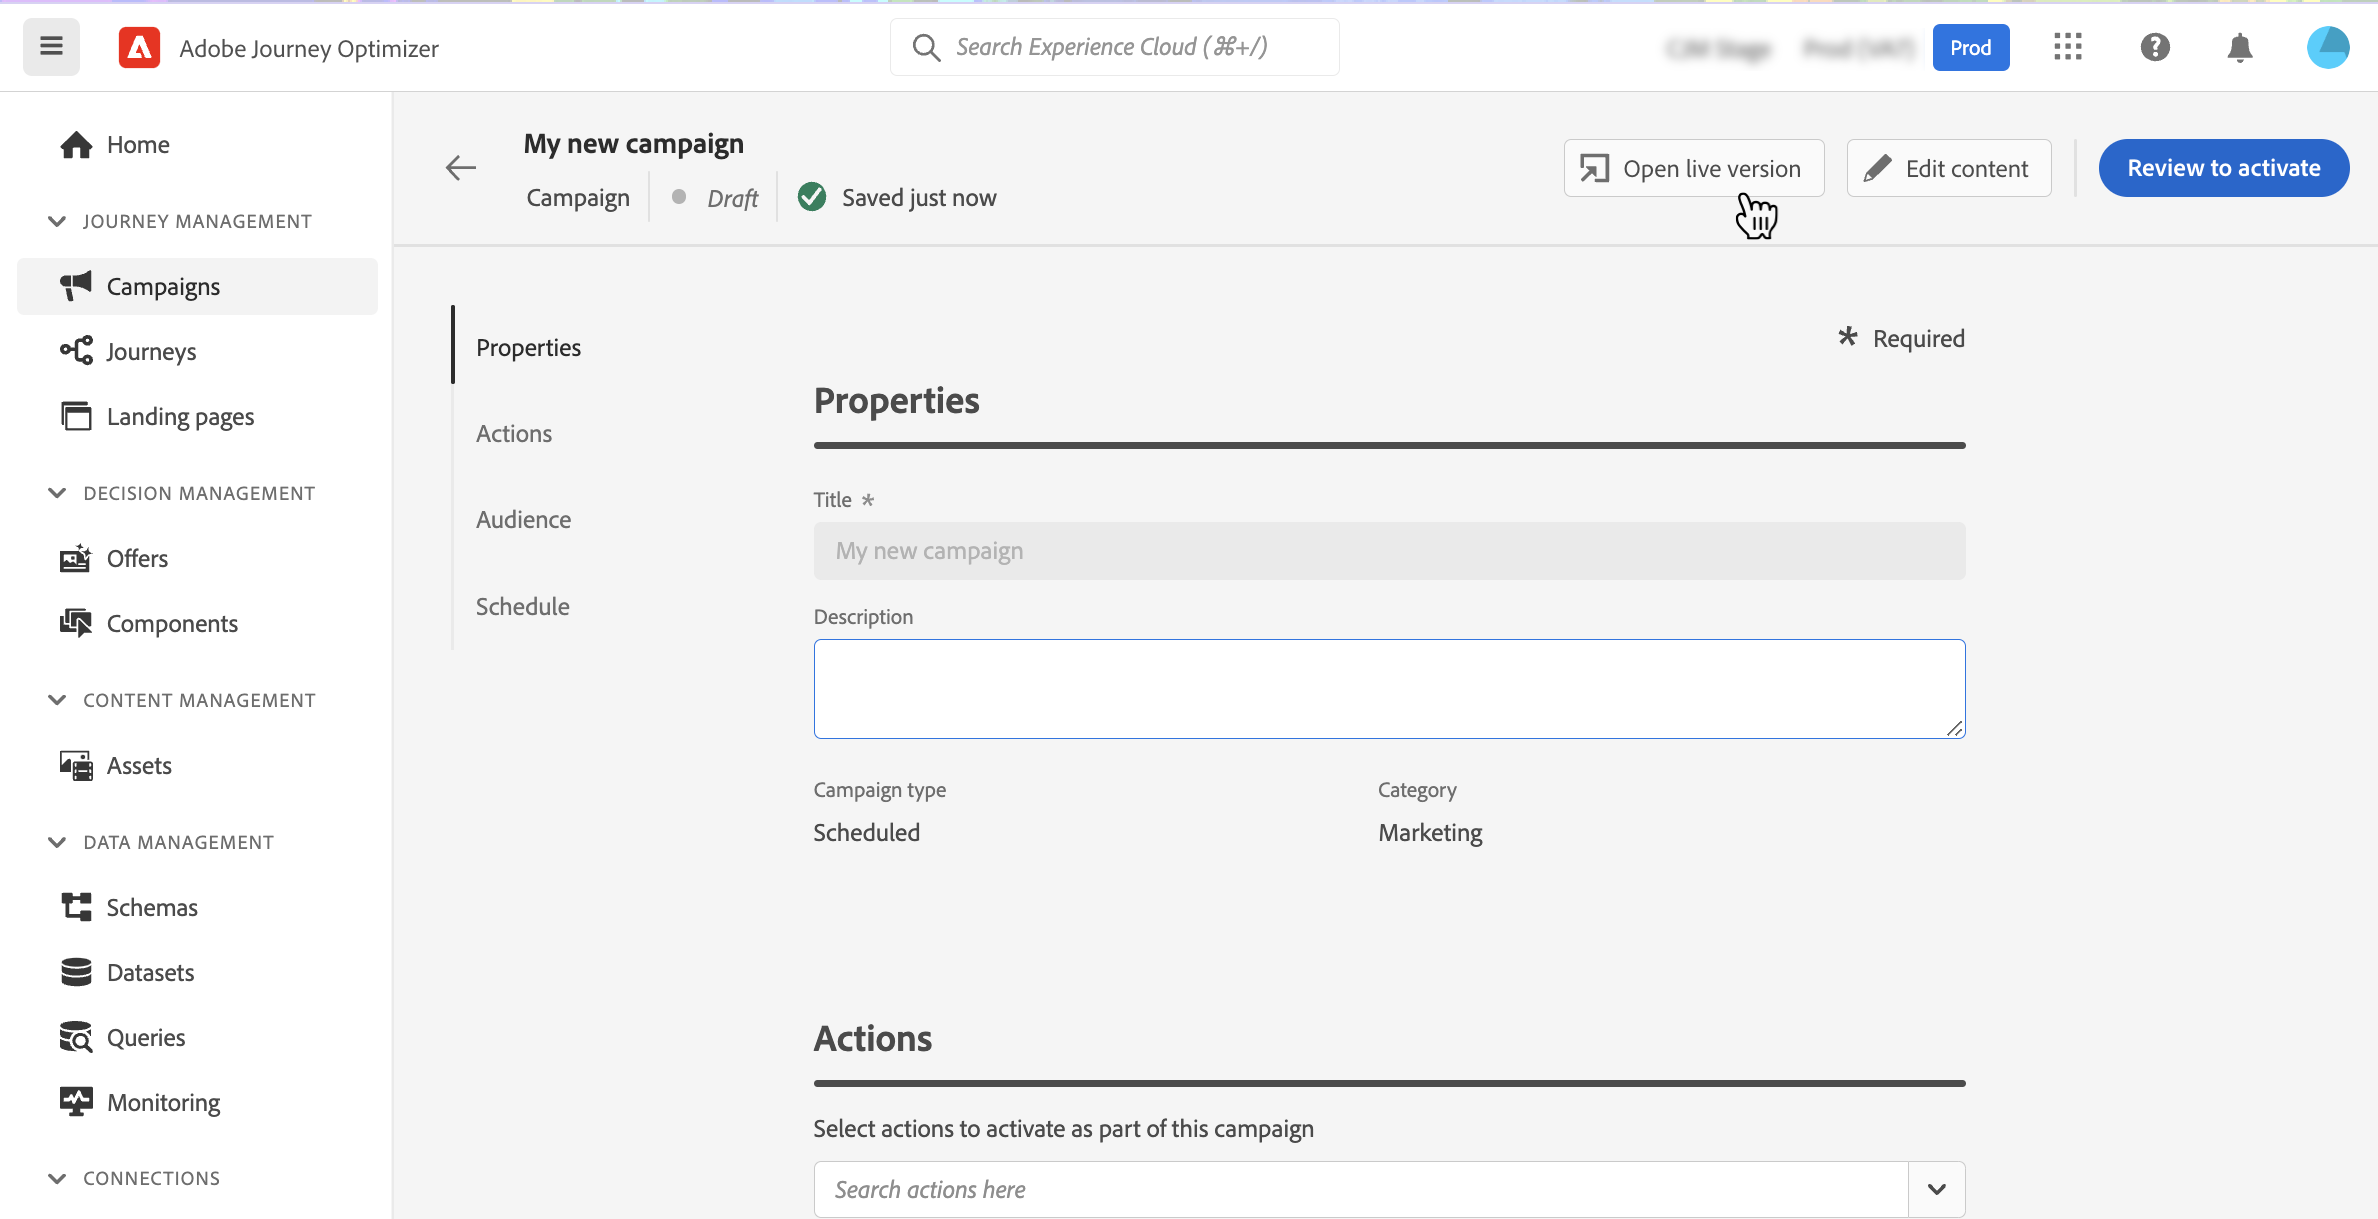 Adobe Journey Optimizer
Search Experience Cloud (⌘+/)
Prod
Home
JOURNEY MANAGEMENT
Campaigns
Journeys
Landing pages
DECISION MANAGEMENT
Offers
Components
CONTENT MANAGEMENT
Assets
DATA MANAGEMENT
Schemas
Datasets
Queries
Monitoring
CONNECTIONS
My new campaign
Campaign
Draft
Saved just now
Open live version
Edit content
Review to activate
Properties
Actions
Audience
Schedule
* Required
Properties
Title *
My new campaign
Description
Campaign type
Scheduled
Category
Marketing
Actions
Select actions to activate as part of this campaign
Search actions here